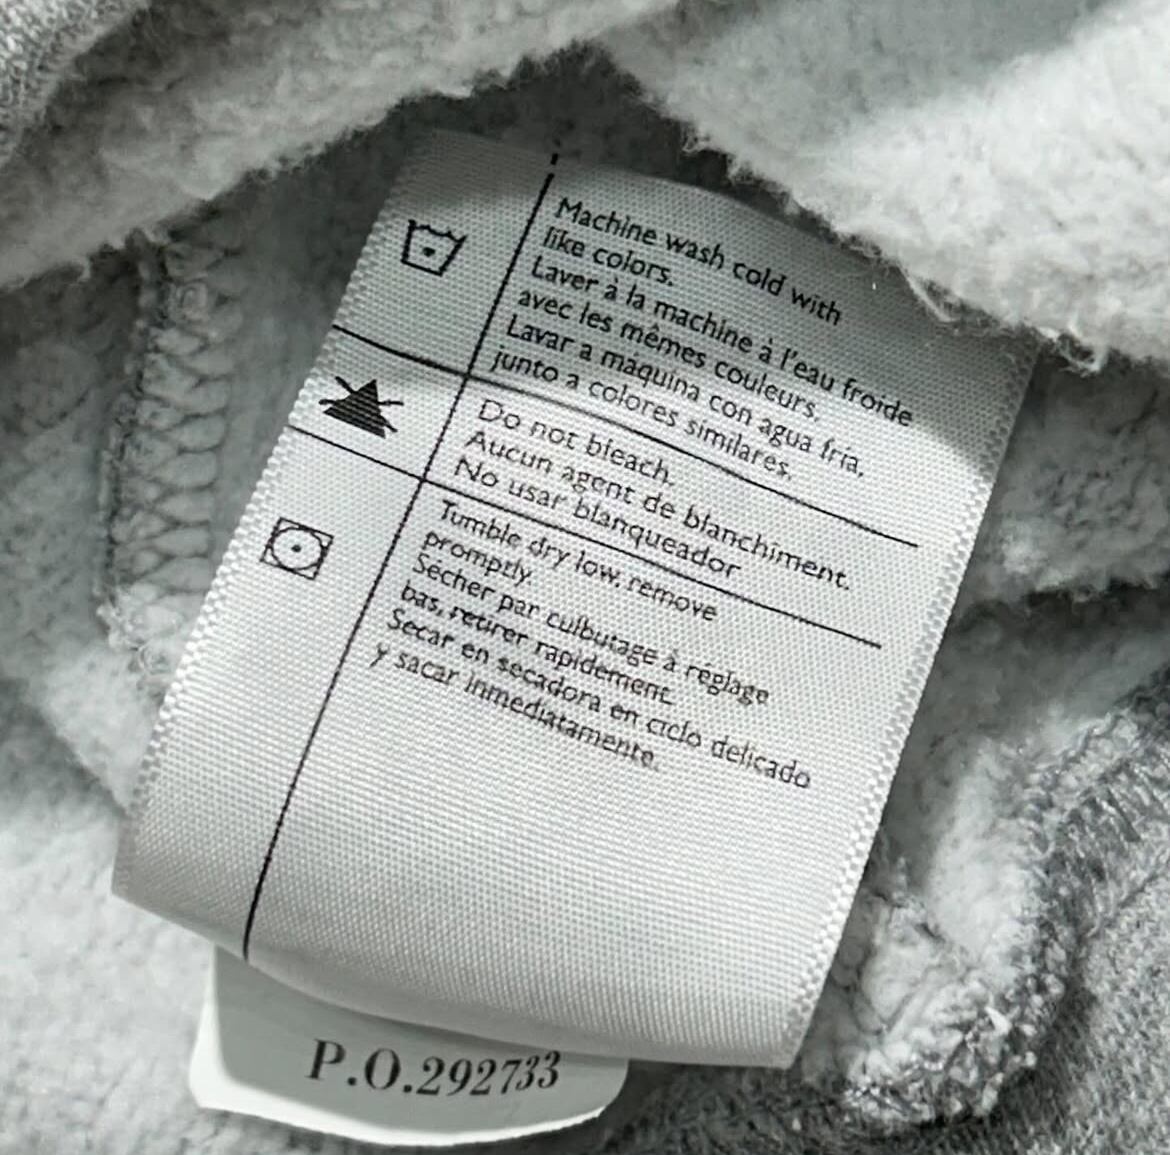 Machine wash cold with
like colors.
Laver à la machine à l'eau froide
avec les mêmes couleurs.
Lavar a maquina con agua fria,
junto a colores similares.
Do not bleach.
Aucun agent de blanchiment.
No usar blanqueador
Tumble dry low, remove
promptly.
Sécher par culbutage à réglage
bas, retirer rapidement.
Secar en secadora en ciclo delicado
y sacar inmediatamente.
P.O.292733